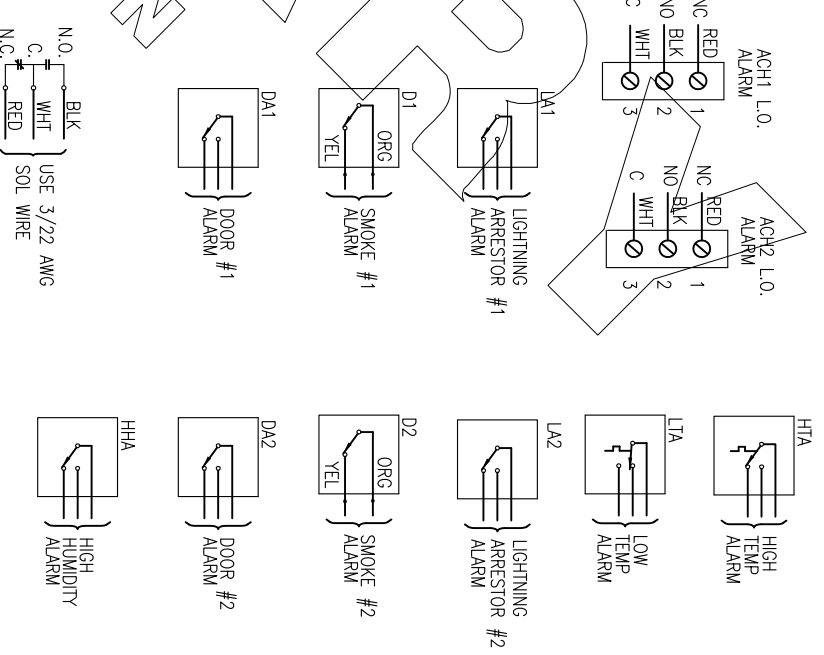 ACH1 L.O.
ALARM
NC
RED
1
NO
BLK
2
C
WHT
3
ACH2 L.O.
ALARM
NC
RED
1
NO
BLK
2
C
WHT
3
HTA
HIGH
TEMP
ALARM
LTA
LOW
TEMP
ALARM
LA1
LIGHTNING
ARRESTOR #1
ALARM
LA2
LIGHTNING
ARRESTOR #2
ALARM
D1
ORG
YEL
SMOKE #1
ALARM
D2
ORG
YEL
SMOKE #2
ALARM
DA1
DOOR #1
ALARM
DA2
DOOR #2
ALARM
HHA
HIGH
HUMIDITY
ALARM
N.O.
BLK
C.
WHT
N.C.
RED
USE 3/22 AWG
SOL WIRE